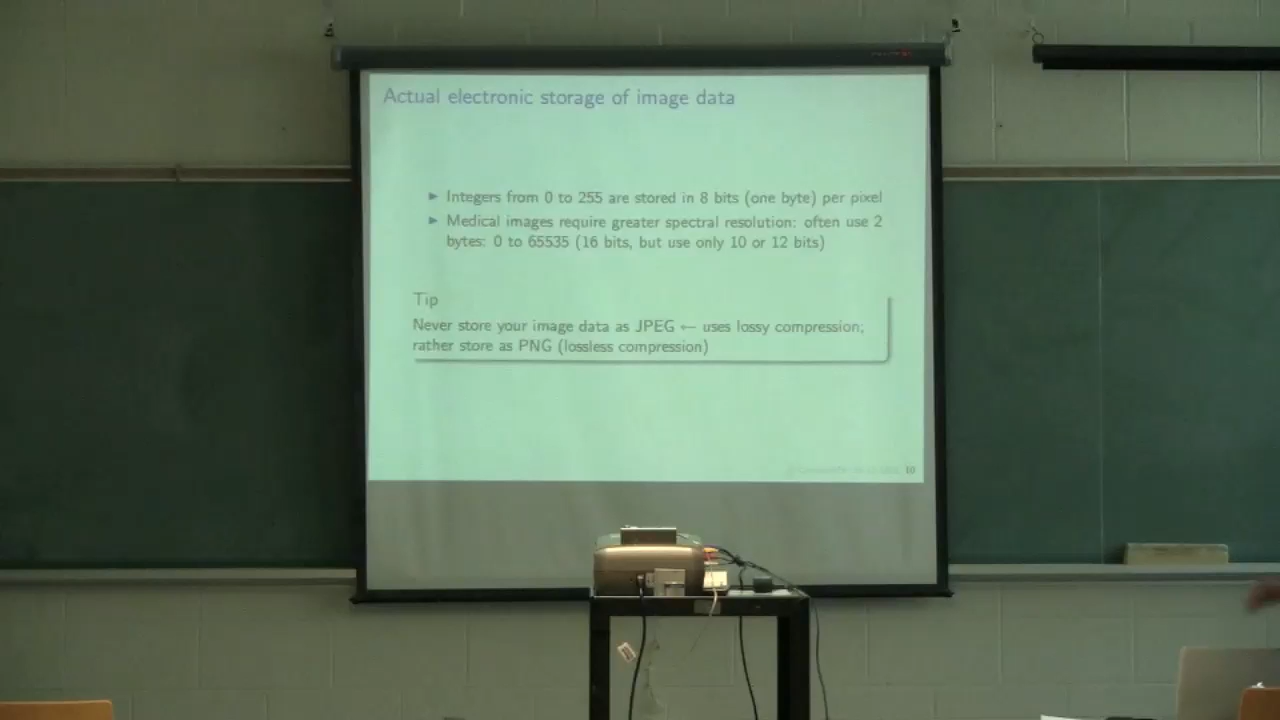 Actual electronic storage of image data
► Integers from 0 to 255 are stored in 8 bits (one byte) per pixel
► Medical images require greater spectral resolution: often use 2
bytes: 0 to 65535 (16 bits, but use only 10 or 12 bits)
Tip
Never store your image data as JPEG ← uses lossy compression;
rather store as PNG (lossless compression)
10